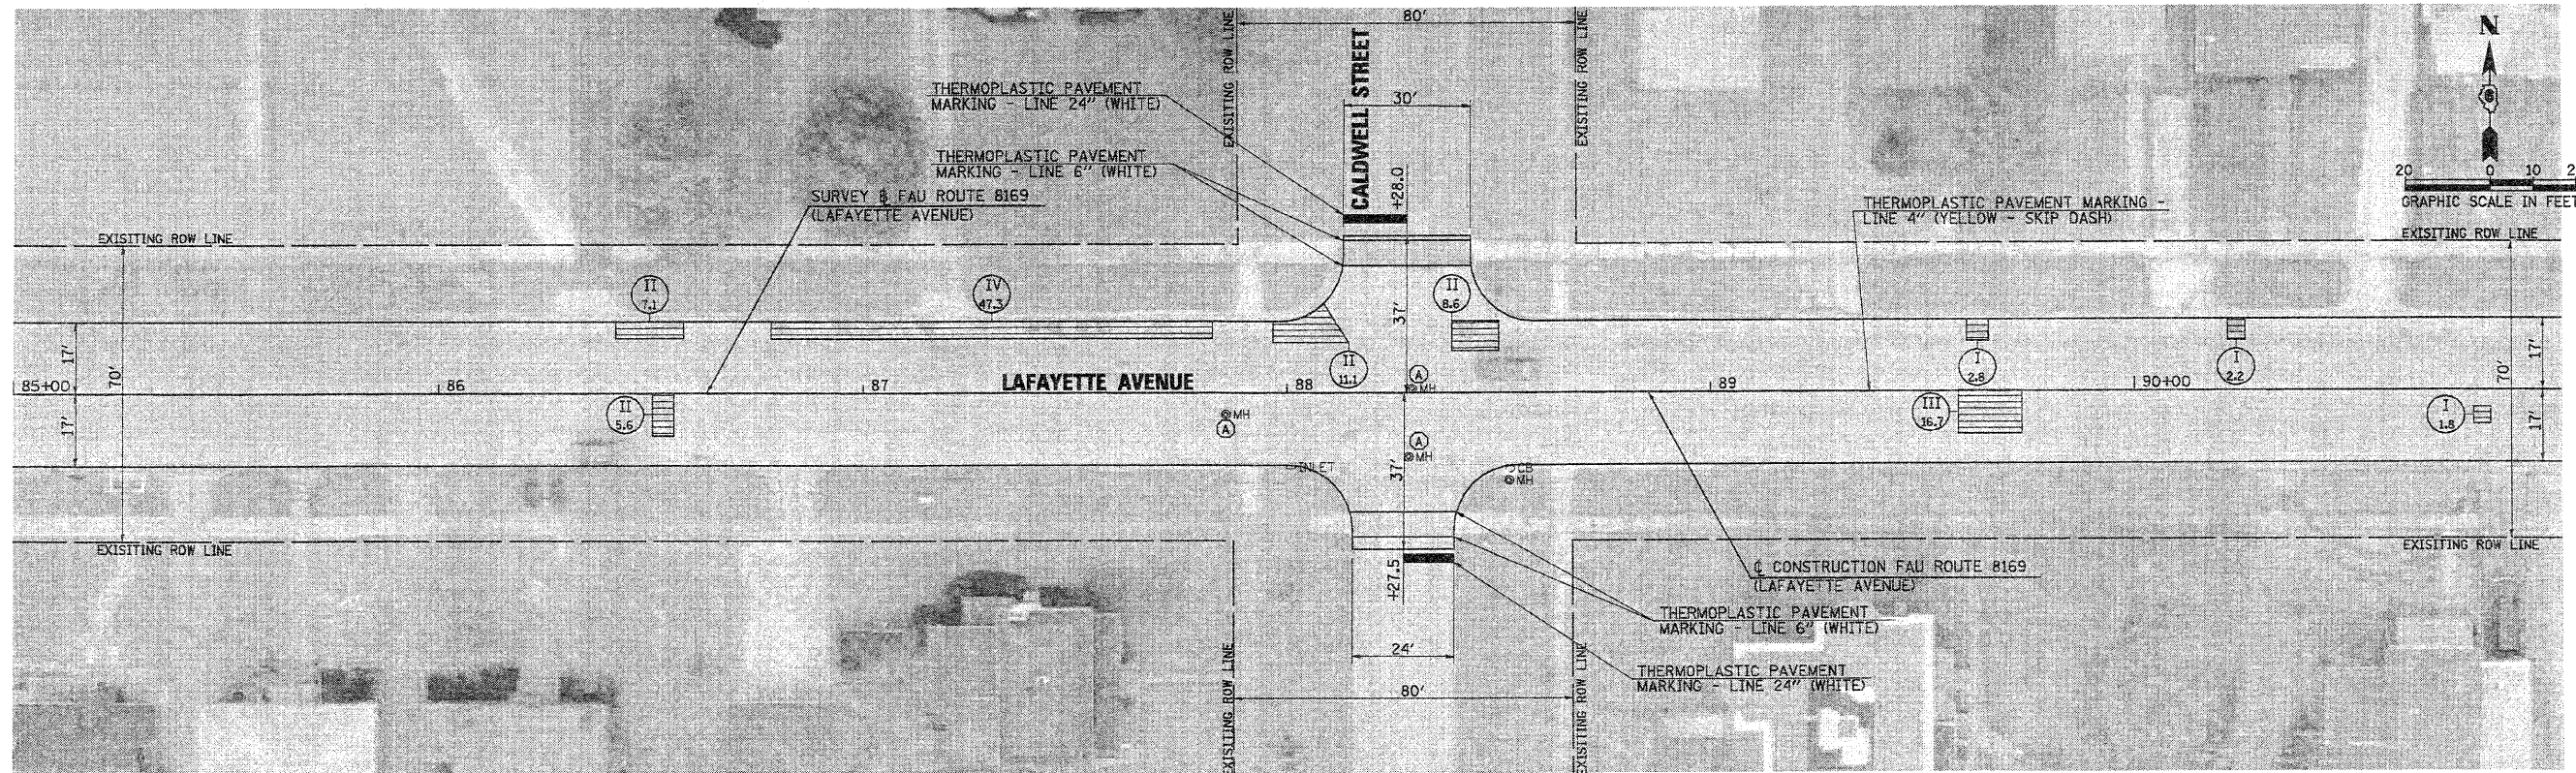 80'
EXISITING ROW LINE
CALDWELL STREET
EXISITING ROW LINE
N
THERMOPLASTIC PAVEMENT
MARKING - LINE 24" (WHITE)
30'
THERMOPLASTIC PAVEMENT
MARKING - LINE 6" (WHITE)
+28.0
20 0 10 2
GRAPHIC SCALE IN FEET
SURVEY ⅊ FAU ROUTE 8169
(LAFAYETTE AVENUE)
THERMOPLASTIC PAVEMENT MARKING -
LINE 4" (YELLOW - SKIP DASH)
EXISITING ROW LINE
EXISITING ROW LINE
II
7.1
IV
47.3
II
8.6
37'
17'
70'
II
11.1
I
2.8
I
2.2
17'
70'
85+00
86
87
LAFAYETTE AVENUE
88
A
MH
89
90+00
17'
II
5.6
MH
A
III
16.7
I
1.8
17'
A
MH
37'
INLET
CB
MH
EXISITING ROW LINE
EXISITING ROW LINE
+27.5
℄ CONSTRUCTION FAU ROUTE 8169
(LAFAYETTE AVENUE)
THERMOPLASTIC PAVEMENT
MARKING - LINE 6" (WHITE)
24'
THERMOPLASTIC PAVEMENT
MARKING - LINE 24" (WHITE)
EXISITING ROW LINE
80'
EXISITING ROW LINE